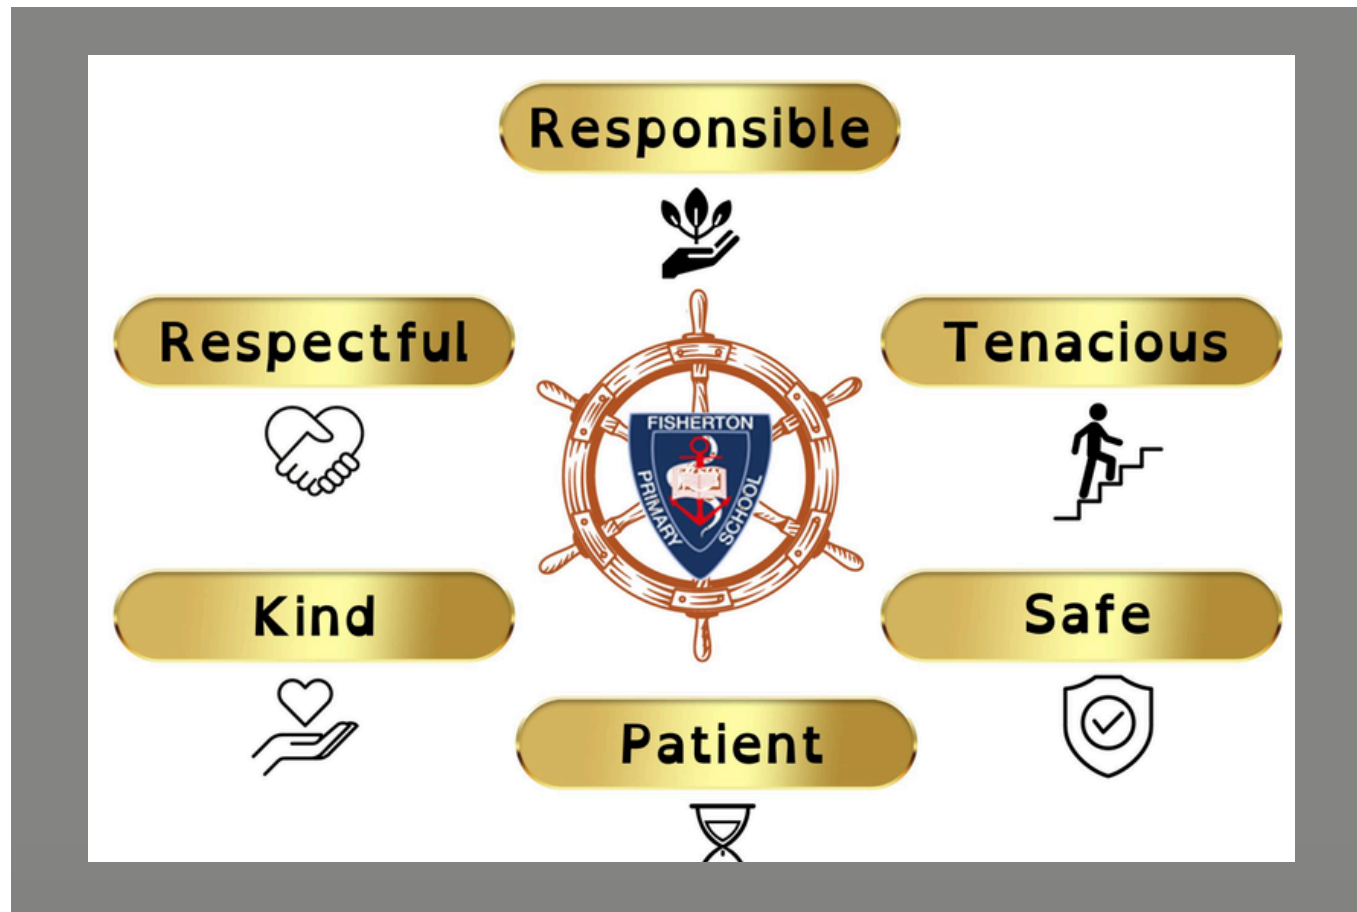 Responsible
Respectful
Tenacious
FISHERTON
PRIMARY
SCHOOL
Kind
Safe
Patient